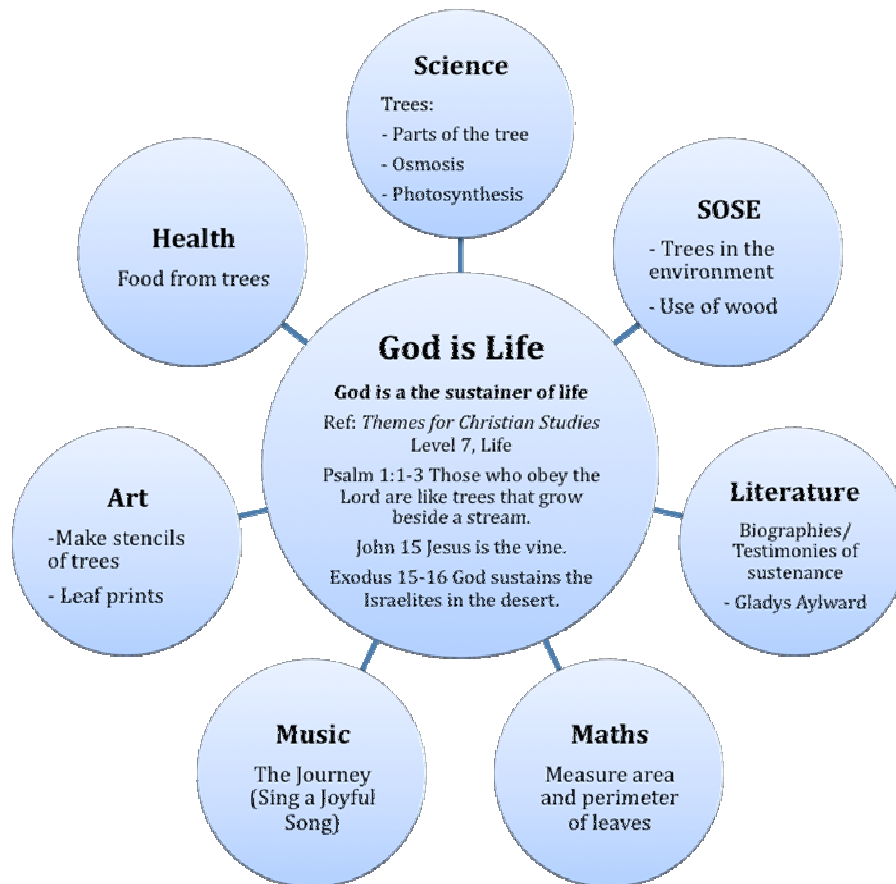 Science
Trees:
- Parts of the tree
- Osmosis
- Photosynthesis
SOSE
- Trees in the
environment
- Use of wood
Health
Food from trees
God is Life
God is a the sustainer of life
Ref: Themes for Christian Studies
Level 7, Life
Psalm 1:1-3 Those who obey the
Lord are like trees that grow
beside a stream.
John 15 Jesus is the vine.
Exodus 15-16 God sustains the
Israelites in the desert.
Literature
Biographies/
Testimonies of
sustenance
- Gladys Aylward
Art
-Make stencils
of trees
- Leaf prints
Music
The Journey
(Sing a Joyful
Song)
Maths
Measure area
and perimeter
of leaves